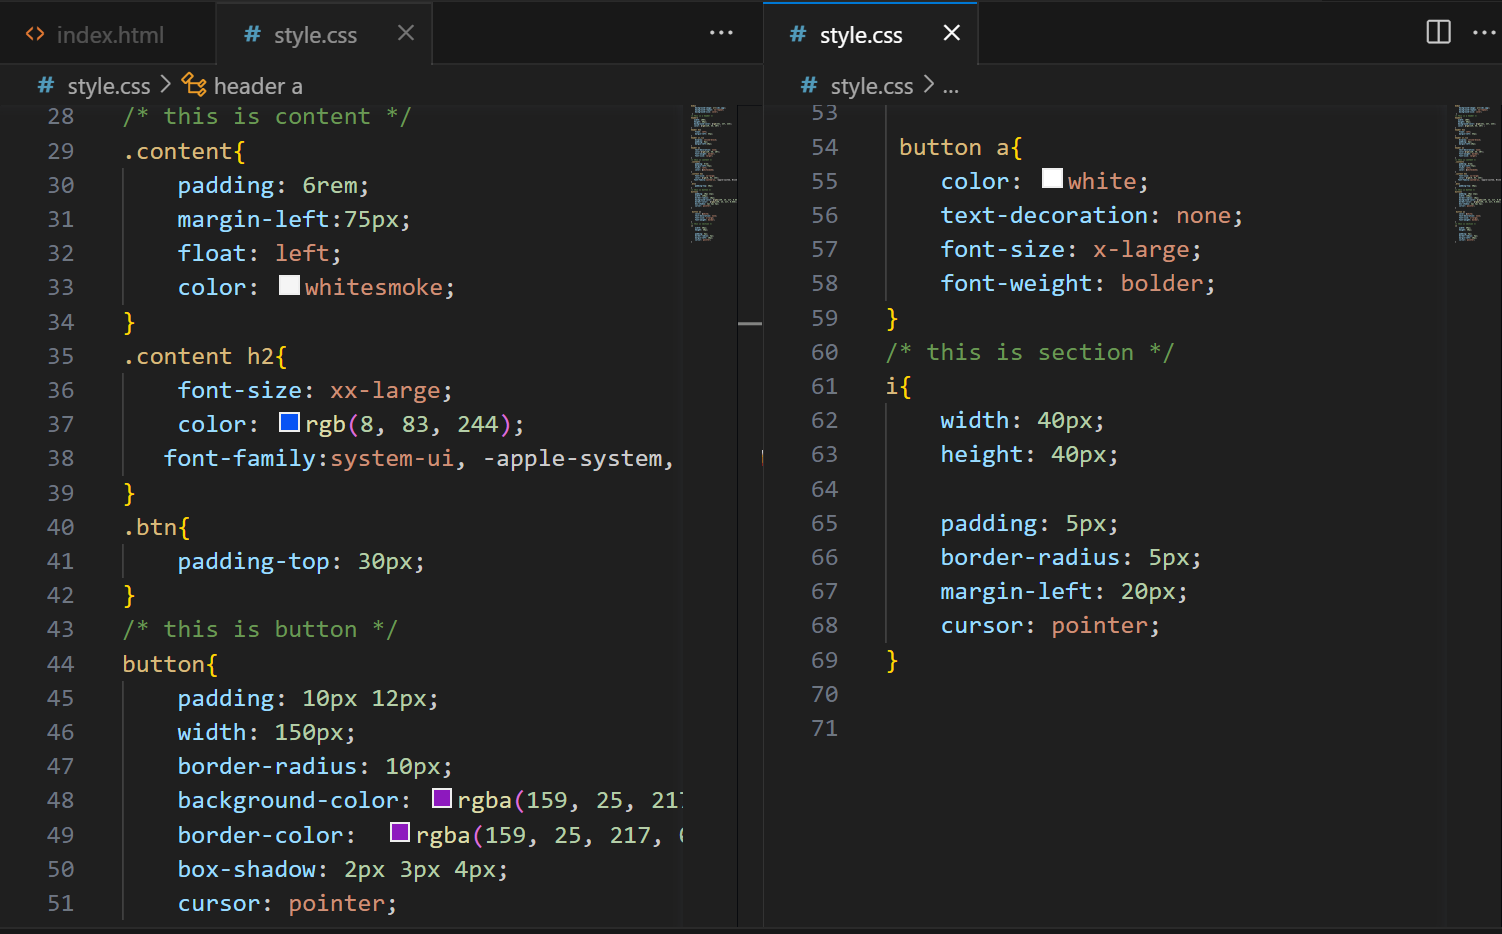 index.html
style.css
style.css > header a
28 /* this is content */
29 .content{
30 padding: 6rem;
31 margin-left:75px;
32 float: left;
33 color: whitesmoke;
34 }
35 .content h2{
36 font-size: xx-large;
37 color: rgb(8, 83, 244);
38 font-family:system-ui, -apple-system,
39 }
40 .btn{
41 padding-top: 30px;
42 }
43 /* this is button */
44 button{
45 padding: 10px 12px;
46 width: 150px;
47 border-radius: 10px;
48 background-color: rgba(159, 25, 217
49 border-color: rgba(159, 25, 217,
50 box-shadow: 2px 3px 4px;
51 cursor: pointer;
style.css
style.css > ...
53
54 button a{
55 color: white;
56 text-decoration: none;
57 font-size: x-large;
58 font-weight: bolder;
59 }
60 /* this is section */
61 i{
62 width: 40px;
63 height: 40px;
64
65 padding: 5px;
66 border-radius: 5px;
67 margin-left: 20px;
68 cursor: pointer;
69 }
70
71